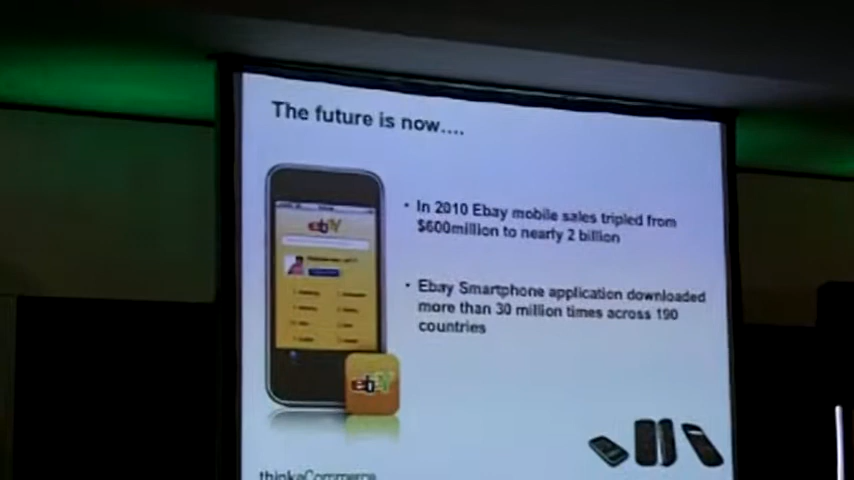 The future is now....
ebY
• In 2010 Ebay mobile sales tripled from
$600million to nearly 2 billion
• Ebay Smartphone application downloaded
more than 30 million times across 190
countries
ebY
thinkeCommerce